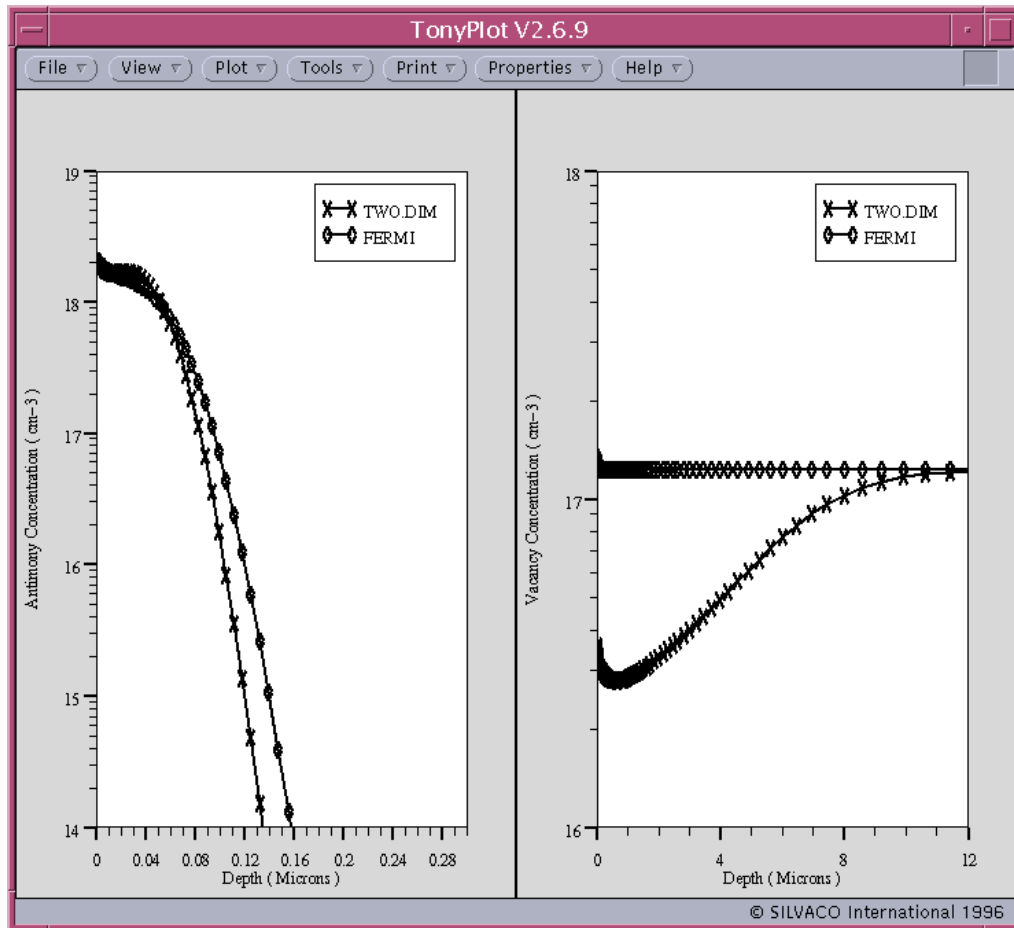 TonyPlot V2.6.9
File View Plot Tools Print Properties Help
19
18
17
16
15
14
Antimony Concentration ( cm-3 )
TWO.DIM
FERMI
0 0.04 0.08 0.12 0.16 0.2 0.24 0.28
Depth ( Microns )
18
17
16
Vacancy Concentration ( cm-3 )
TWO.DIM
FERMI
0 4 8 12
Depth ( Microns )
© SILVACO International 1996